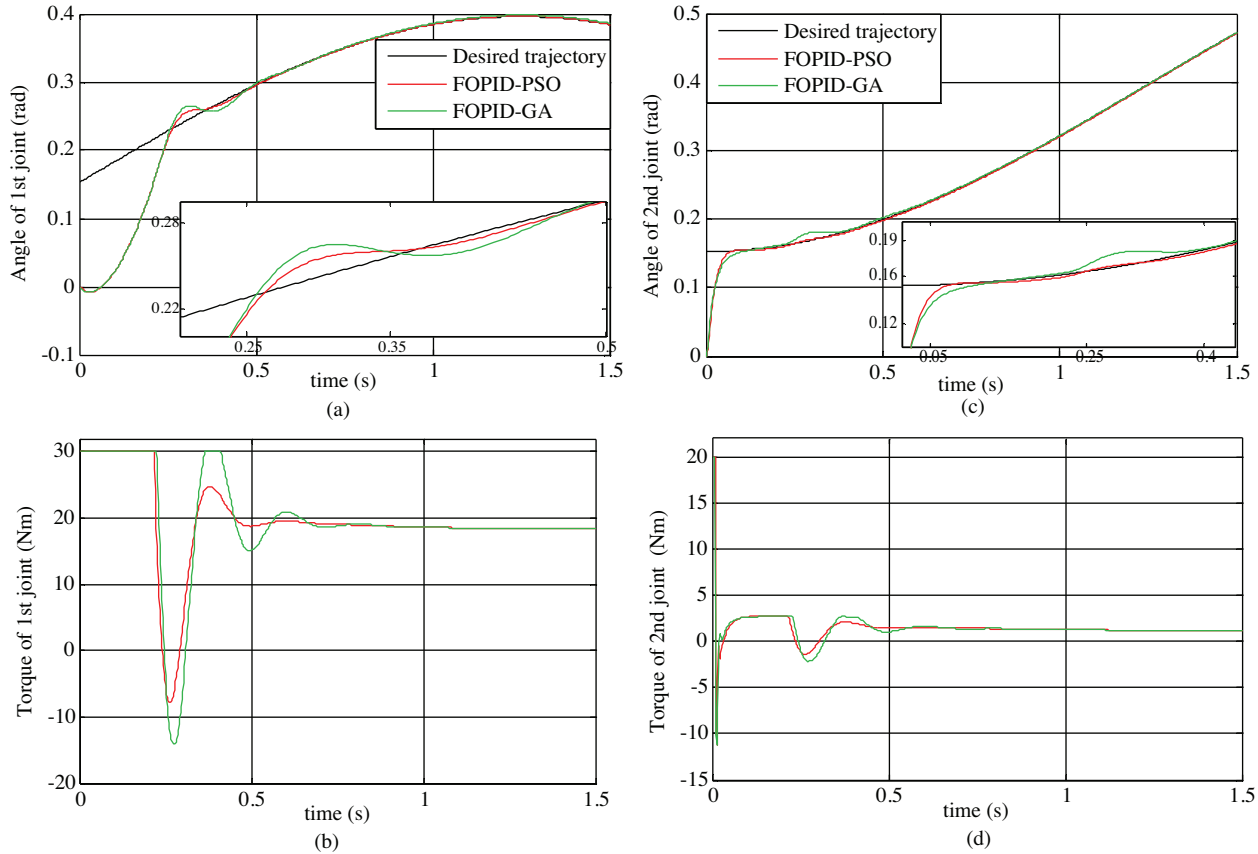 0.4
0.3
0.2
0.1
0
-0.1
Angle of 1st joint (rad)
Desired trajectory
FOPID-PSO
FOPID-GA
0.28
0.22
0.25
0.35
0.5
0
0.5
1
1.5
time (s)
(a)
0.5
0.4
0.3
0.2
0.1
0
Angle of 2nd joint (rad)
Desired trajectory
FOPID-PSO
FOPID-GA
0.19
0.16
0.12
0.05
0.25
0.4
0
0.5
1
1.5
time (s)
(c)
30
20
10
0
-10
-20
Torque of 1st joint (Nm)
0
0.5
1
1.5
time (s)
(b)
20
15
10
5
0
-5
-10
-15
Torque of 2nd joint (Nm)
0
0.5
1
1.5
time (s)
(d)